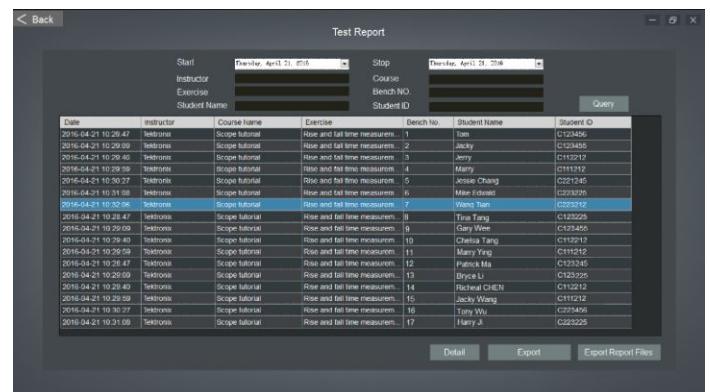 < Back
Test Report
Start Thursday, April 21, 2016 Stop Thursday, April 21, 2016
Instructor Course
Exercise Bench NO.
Student Name Student ID Query
Date Instructor Course Name Exercise Bench No. Student Name Student ID
2016-04-21 10:28:47 Tektronix Scope tutorial Rise and fall time measurem... 1 Tom C123456
2016-04-21 10:29:09 Tektronix Scope tutorial Rise and fall time measurem... 2 Jacky C123455
2016-04-21 10:29:40 Tektronix Scope tutorial Rise and fall time measurem... 3 Jerry C112212
2016-04-21 10:29:59 Tektronix Scope tutorial Rise and fall time measurem... 4 Marry C111212
2016-04-21 10:30:27 Tektronix Scope tutorial Rise and fall time measurem... 5 Jessie Chang C221245
2016-04-21 10:31:08 Tektronix Scope tutorial Rise and fall time measurem... 6 Mike Edwald C223225
2016-04-21 10:32:06 Tektronix Scope tutorial Rise and fall time measurem... 7 Wang Tian C223212
2016-04-21 10:28:47 Tektronix Scope tutorial Rise and fall time measurem... 8 Tina Tang C123225
2016-04-21 10:29:09 Tektronix Scope tutorial Rise and fall time measurem... 9 Gary Wee C123455
2016-04-21 10:29:40 Tektronix Scope tutorial Rise and fall time measurem... 10 Chelsa Tang C112212
2016-04-21 10:29:59 Tektronix Scope tutorial Rise and fall time measurem... 11 Marry Ying C111212
2016-04-21 10:28:47 Tektronix Scope tutorial Rise and fall time measurem... 12 Patrick Ma C123245
2016-04-21 10:29:09 Tektronix Scope tutorial Rise and fall time measurem... 13 Bryce Li C123225
2016-04-21 10:29:40 Tektronix Scope tutorial Rise and fall time measurem... 14 Richeal CHEN C112212
2016-04-21 10:29:59 Tektronix Scope tutorial Rise and fall time measurem... 15 Jacky Wang C111212
2016-04-21 10:30:27 Tektronix Scope tutorial Rise and fall time measurem... 16 Tony Wu C223456
2016-04-21 10:31:09 Tektronix Scope tutorial Rise and fall time measurem... 17 Harry Ji C223225
Detail Export Export Report Files